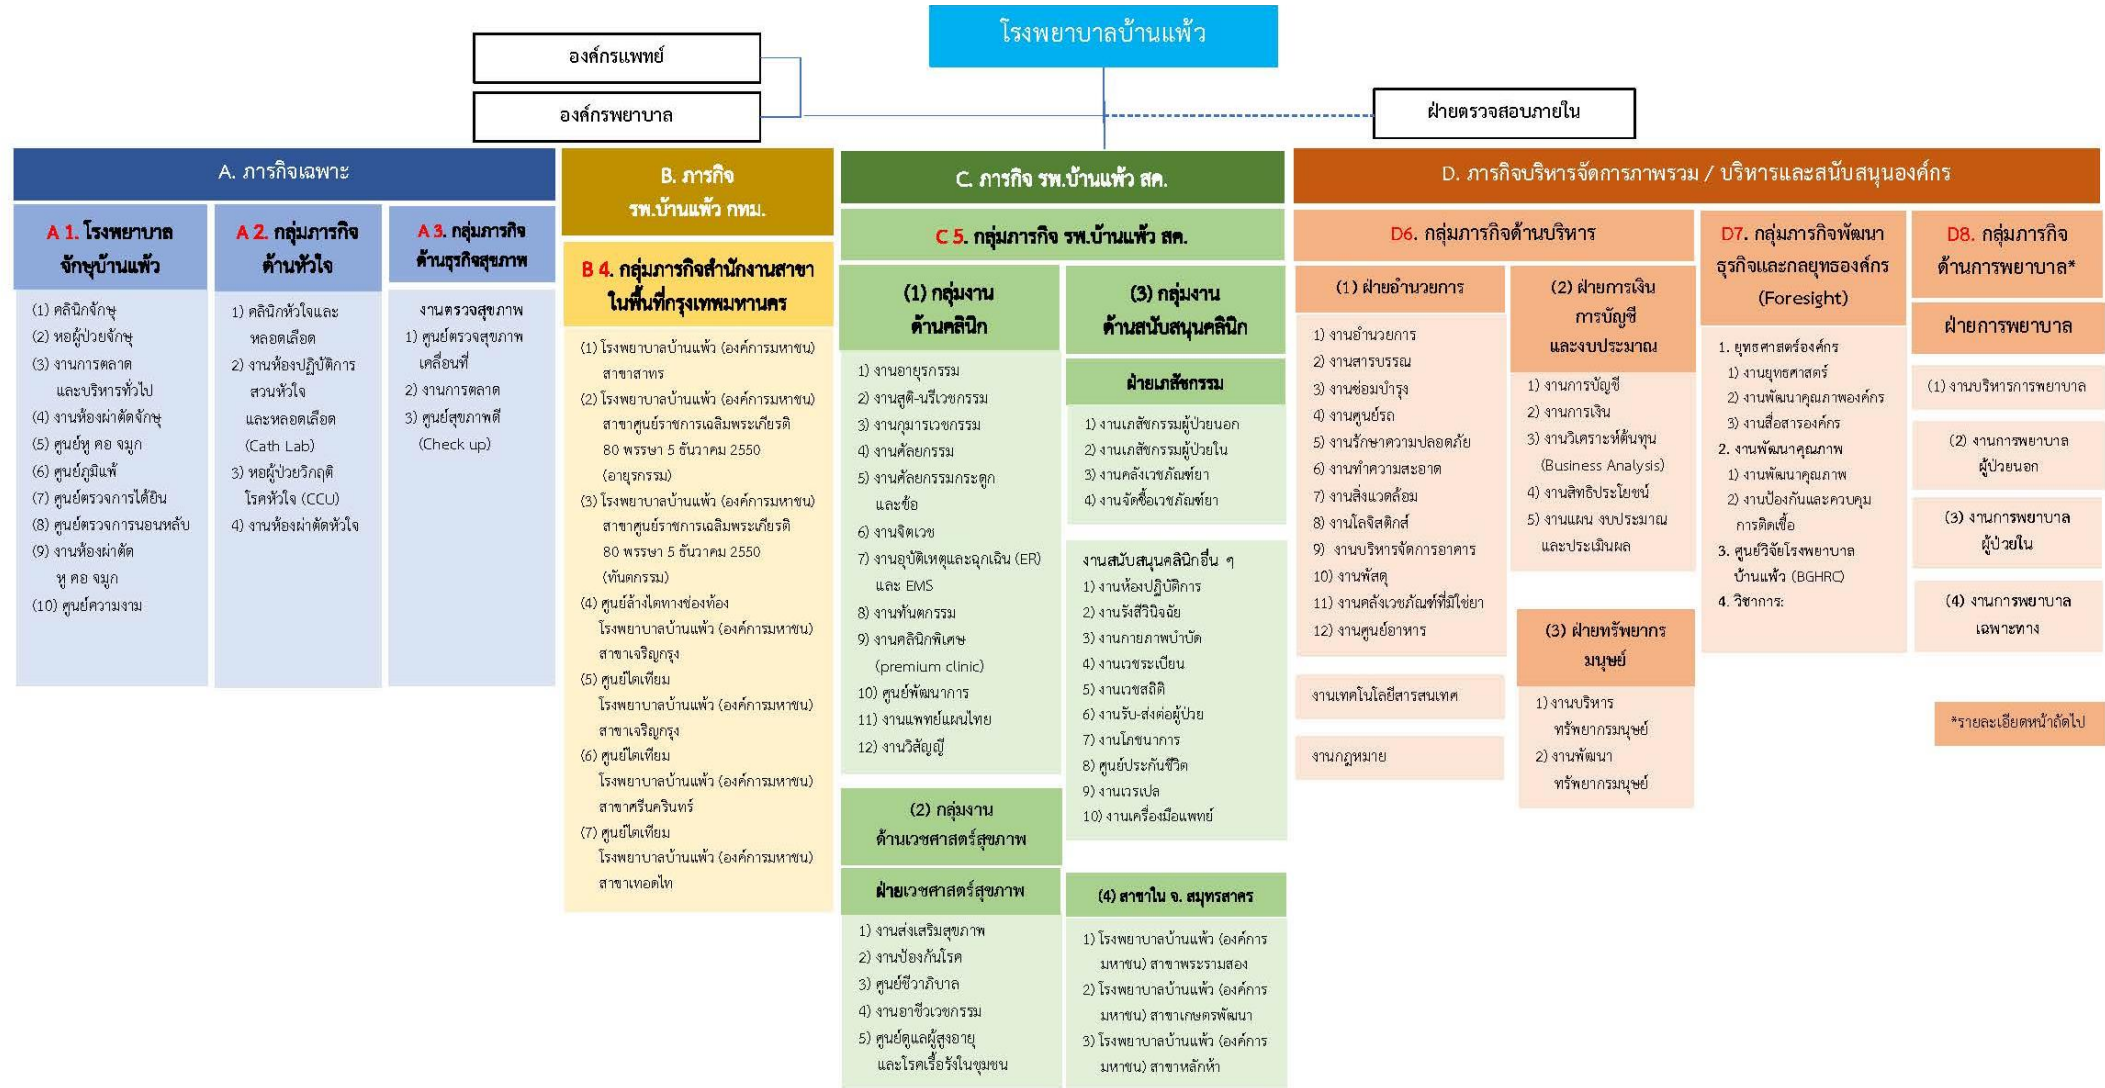 โรงพยาบาลบ้านแพ้ว
องค์กรแพทย์
องค์กรพยาบาล
ฝ่ายตรวจสอบภายใน
A. ภารกิจเฉพาะ
A 1. โรงพยาบาล
จักษุบ้านแพ้ว
(1) คลินิกจักษุ
(2) หอผู้ป่วยจักษุ
(3) งานการตลาด
และบริหารทั่วไป
(4) งานห้องผ่าตัดจักษุ
(5) ศูนย์หู คอ จมูก
(6) ศูนย์ภูมิแพ้
(7) ศูนย์ตรวจการได้ยิน
(8) ศูนย์ตรวจการนอนหลับ
(9) งานห้องผ่าตัด
หู คอ จมูก
(10) ศูนย์ความงาม
A 2. กลุ่มภารกิจ
ด้านหัวใจ
1) คลินิกหัวใจและ
หลอดเลือด
2) งานห้องปฏิบัติการ
สวนหัวใจ
และหลอดเลือด
(Cath Lab)
3) หอผู้ป่วยวิกฤติ
โรคหัวใจ (CCU)
4) งานห้องผ่าตัดหัวใจ
A 3. กลุ่มภารกิจ
ด้านธุรกิจสุขภาพ
งานตรวจสุขภาพ
1) ศูนย์ตรวจสุขภาพ
เคลื่อนที่
2) งานการตลาด
3) ศูนย์สุขภาพดี
(Check up)
B. ภารกิจ
รพ.บ้านแพ้ว กทม.
B 4. กลุ่มภารกิจสำนักงานสาขา
ในพื้นที่กรุงเทพมหานคร
(1) โรงพยาบาลบ้านแพ้ว (องค์การมหาชน)
สาขาสาทร
(2) โรงพยาบาลบ้านแพ้ว (องค์การมหาชน)
สาขาศูนย์ราชการเฉลิมพระเกียรติ
80 พรรษา 5 ธันวาคม 2550
(อายุรกรรม)
(3) โรงพยาบาลบ้านแพ้ว (องค์การมหาชน)
สาขาศูนย์ราชการเฉลิมพระเกียรติ
80 พรรษา 5 ธันวาคม 2550
(ทันตกรรม)
(4) ศูนย์ล้างไตทางช่องท้อง
โรงพยาบาลบ้านแพ้ว (องค์การมหาชน)
สาขาเจริญกรุง
(5) ศูนย์ไตเทียม
โรงพยาบาลบ้านแพ้ว (องค์การมหาชน)
สาขาเจริญกรุง
(6) ศูนย์ไตเทียม
โรงพยาบาลบ้านแพ้ว (องค์การมหาชน)
สาขาศรีนครินทร์
(7) ศูนย์ไตเทียม
โรงพยาบาลบ้านแพ้ว (องค์การมหาชน)
สาขาเทอดไท
C. ภารกิจ รพ.บ้านแพ้ว สค.
C 5. กลุ่มภารกิจ รพ.บ้านแพ้ว สค.
(1) กลุ่มงาน
ด้านคลินิก
1) งานอายุรกรรม
2) งานสูติ-นรีเวชกรรม
3) งานกุมารเวชกรรม
4) งานศัลยกรรม
5) งานศัลยกรรมกระดูก
และข้อ
6) งานจิตเวช
7) งานอุบัติเหตุและฉุกเฉิน (ER)
และ EMS
8) งานทันตกรรม
9) งานคลินิกพิเศษ
(premium clinic)
10) ศูนย์พัฒนาการ
11) งานแพทย์แผนไทย
12) งานวิสัญญี
(2) กลุ่มงาน
ด้านเวชศาสตร์สุขภาพ
ฝ่ายเวชศาสตร์สุขภาพ
1) งานส่งเสริมสุขภาพ
2) งานป้องกันโรค
3) ศูนย์ชีวาภิบาล
4) งานอาชีวเวชกรรม
5) ศูนย์ดูแลผู้สูงอายุ
และโรคเรื้อรังในชุมชน
(3) กลุ่มงาน
ด้านสนับสนุนคลินิก
ฝ่ายเภสัชกรรม
1) งานเภสัชกรรมผู้ป่วยนอก
2) งานเภสัชกรรมผู้ป่วยใน
3) งานคลังเวชภัณฑ์ยา
4) งานจัดซื้อเวชภัณฑ์ยา
งานสนับสนุนคลินิกอื่น ๆ
1) งานห้องปฏิบัติการ
2) งานรังสีวินิจฉัย
3) งานกายภาพบำบัด
4) งานเวชระเบียน
5) งานเวชสถิติ
6) งานรับ-ส่งต่อผู้ป่วย
7) งานโภชนาการ
8) ศูนย์ประกันชีวิต
9) งานเวรเปล
10) งานเครื่องมือแพทย์
(4) สาขาใน จ. สมุทรสาคร
1) โรงพยาบาลบ้านแพ้ว (องค์การ
มหาชน) สาขาพระรามสอง
2) โรงพยาบาลบ้านแพ้ว (องค์การ
มหาชน) สาขาเกษตรพัฒนา
3) โรงพยาบาลบ้านแพ้ว (องค์การ
มหาชน) สาขาหลักห้า
D. ภารกิจบริหารจัดการภาพรวม / บริหารและสนับสนุนองค์กร
D6. กลุ่มภารกิจด้านบริหาร
(1) ฝ่ายอำนวยการ
1) งานอำนวยการ
2) งานสารบรรณ
3) งานซ่อมบำรุง
4) งานศูนย์รถ
5) งานรักษาความปลอดภัย
6) งานทำความสะอาด
7) งานสิ่งแวดล้อม
8) งานโลจิสติกส์
9) งานบริหารจัดการอาคาร
10) งานพัสดุ
11) งานคลังเวชภัณฑ์ที่มิใช่ยา
12) งานศูนย์อาหาร
งานเทคโนโลยีสารสนเทศ
งานกฎหมาย
(2) ฝ่ายการเงิน
การบัญชี
และงบประมาณ
1) งานการบัญชี
2) งานการเงิน
3) งานวิเคราะห์ต้นทุน
(Business Analysis)
4) งานสิทธิประโยชน์
5) งานแผน งบประมาณ
และประเมินผล
(3) ฝ่ายทรัพยากร
มนุษย์
1) งานบริหาร
ทรัพยากรมนุษย์
2) งานพัฒนา
ทรัพยากรมนุษย์
D7. กลุ่มภารกิจพัฒนา
ธุรกิจและกลยุทธองค์กร
(Foresight)
1. ยุทธศาสตร์องค์กร
1) งานยุทธศาสตร์
2) งานพัฒนาคุณภาพองค์กร
3) งานสื่อสารองค์กร
2. งานพัฒนาคุณภาพ
1) งานพัฒนาคุณภาพ
2) งานป้องกันและควบคุม
การติดเชื้อ
3. ศูนย์วิจัยโรงพยาบาล
บ้านแพ้ว (BGHRC)
4. วิชาการ:
D8. กลุ่มภารกิจ
ด้านการพยาบาล*
ฝ่ายการพยาบาล
(1) งานบริหารการพยาบาล
(2) งานการพยาบาล
ผู้ป่วยนอก
(3) งานการพยาบาล
ผู้ป่วยใน
(4) งานการพยาบาล
เฉพาะทาง
*รายละเอียดหน้าถัดไป